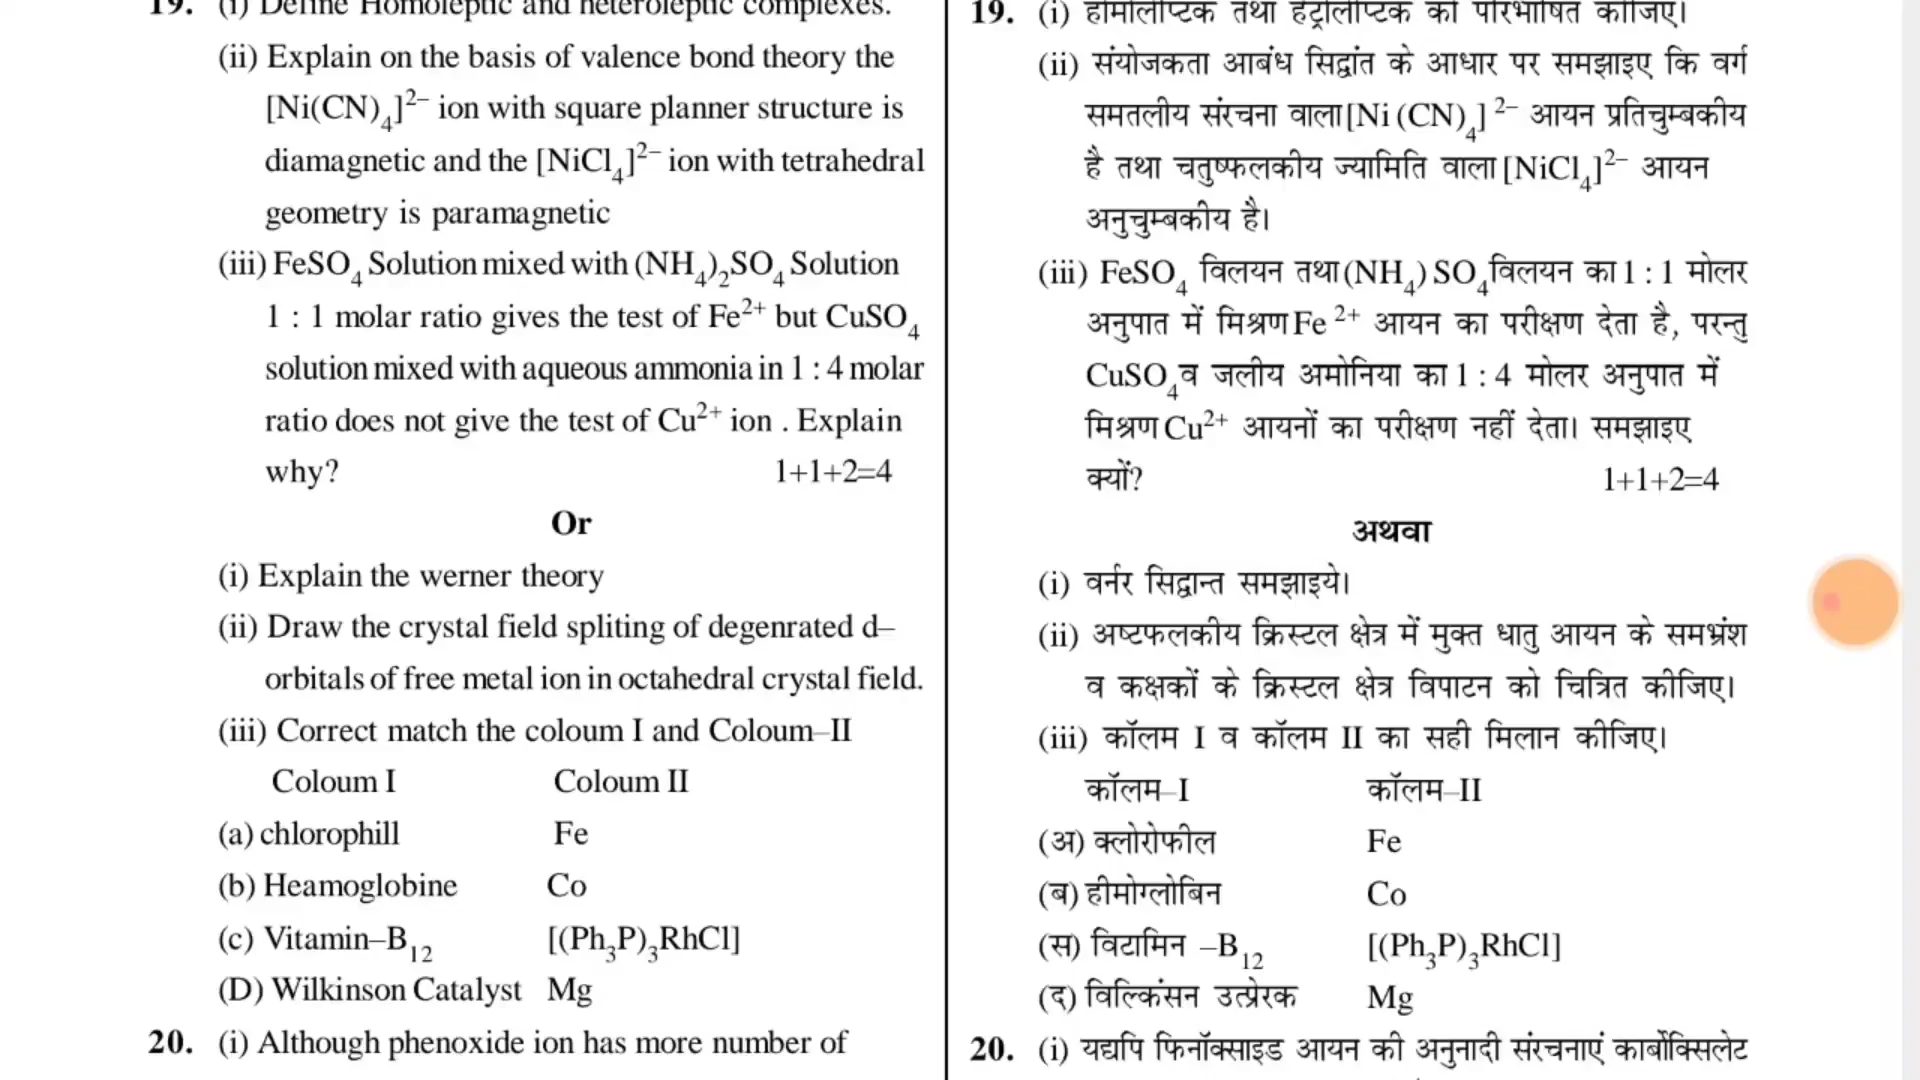 19. (i) Define Homoleptic and heteroleptic complexes.
(ii) Explain on the basis of valence bond theory the
[Ni(CN)₄]²⁻ ion with square planner structure is
diamagnetic and the [NiCl₄]²⁻ ion with tetrahedral
geometry is paramagnetic
(iii) FeSO₄ Solution mixed with (NH₄)₂SO₄ Solution
1 : 1 molar ratio gives the test of Fe²⁺ but CuSO₄
solution mixed with aqueous ammonia in 1 : 4 molar
ratio does not give the test of Cu²⁺ ion . Explain
why? 1+1+2=4
Or
(i) Explain the werner theory
(ii) Draw the crystal field spliting of degenrated d–
orbitals of free metal ion in octahedral crystal field.
(iii) Correct match the coloum I and Coloum–II
Coloum I Coloum II
(a) chlorophill Fe
(b) Heamoglobine Co
(c) Vitamin–B₁₂ [(Ph₃P)₃RhCl]
(D) Wilkinson Catalyst Mg
20. (i) Although phenoxide ion has more number of
19. (i) होमोलेप्टिक तथा हेट्रोलेप्टिक को परिभाषित कीजिए।
(ii) संयोजकता आबंध सिद्वांत के आधार पर समझाइए कि वर्ग
समतलीय संरचना वाला [Ni (CN)₄] ²⁻ आयन प्रतिचुम्बकीय
है तथा चतुष्फलकीय ज्यामिति वाला [NiCl₄]²⁻ आयन
अनुचुम्बकीय है।
(iii) FeSO₄ विलयन तथा (NH₄) SO₄ विलयन का 1 : 1 मोलर
अनुपात में मिश्रण Fe ²⁺ आयन का परीक्षण देता है, परन्तु
CuSO₄ व जलीय अमोनिया का 1 : 4 मोलर अनुपात में
मिश्रण Cu²⁺ आयनों का परीक्षण नहीं देता। समझाइए
क्यों? 1+1+2=4
अथवा
(i) वर्नर सिद्वान्त समझाइये।
(ii) अष्टफलकीय क्रिस्टल क्षेत्र में मुक्त धातु आयन के समभ्रंश
व कक्षकों के क्रिस्टल क्षेत्र विपाटन को चित्रित कीजिए।
(iii) कॉलम I व कॉलम II का सही मिलान कीजिए।
कॉलम–I कॉलम–II
(अ) क्लोरोफील Fe
(ब) हीमोग्लोबिन Co
(स) विटामिन –B₁₂ [(Ph₃P)₃RhCl]
(द) विल्किंसन उत्प्रेरक Mg
20. (i) यद्यपि फिनॉक्साइड आयन की अनुनादी संरचनाएं कार्बोक्सिलेट